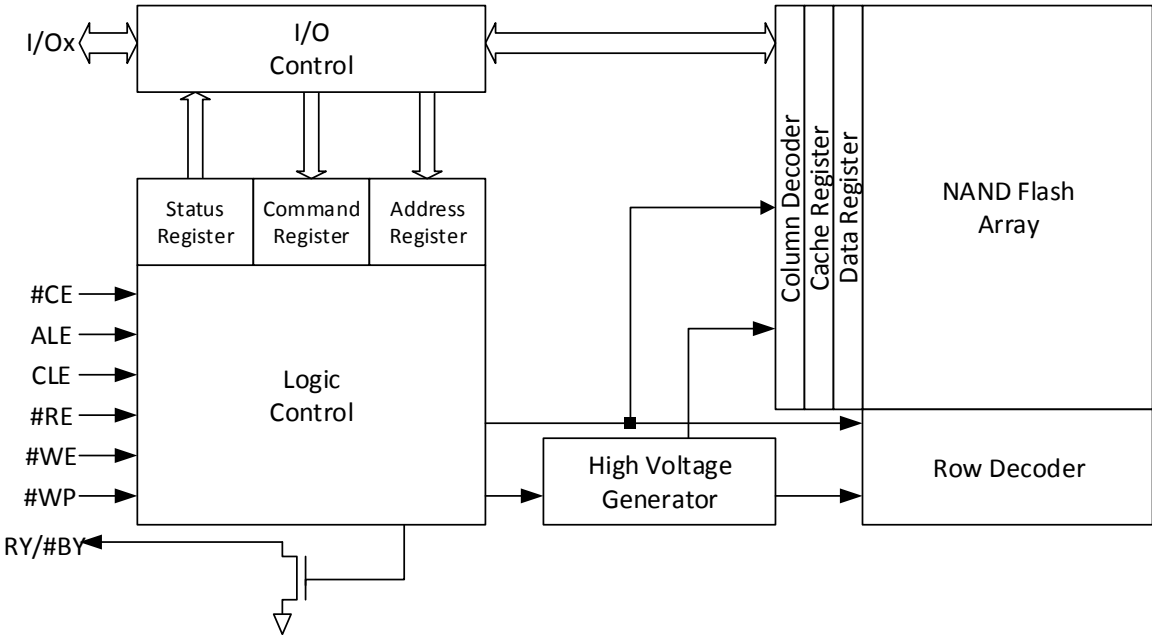 I/Ox
I/O
Control
Status
Register
Command
Register
Address
Register
Column Decoder
Cache Register
Data Register
NAND Flash
Array
#CE
ALE
CLE
#RE
#WE
#WP
RY/#BY
Logic
Control
High Voltage
Generator
Row Decoder